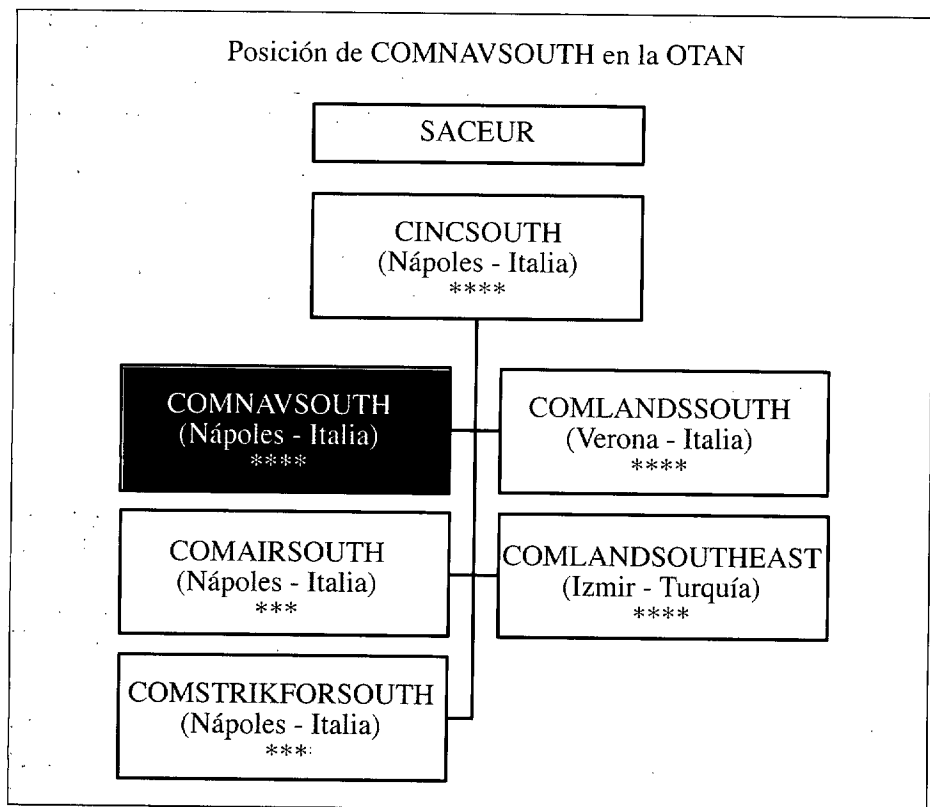 Posición de COMNAVSOUTH en la OTAN
SACEUR
CINCSOUTH
(Nápoles - Italia)
****
COMNAVSOUTH
(Nápoles - Italia)
****
COMLANDSSOUTH
(Verona - Italia)
****
COMAIRSOUTH
(Nápoles - Italia)
***
COMLANDSOUTHEAST
(Izmir - Turquía)
****
COMSTRIKFORSOUTH
(Nápoles - Italia)
***